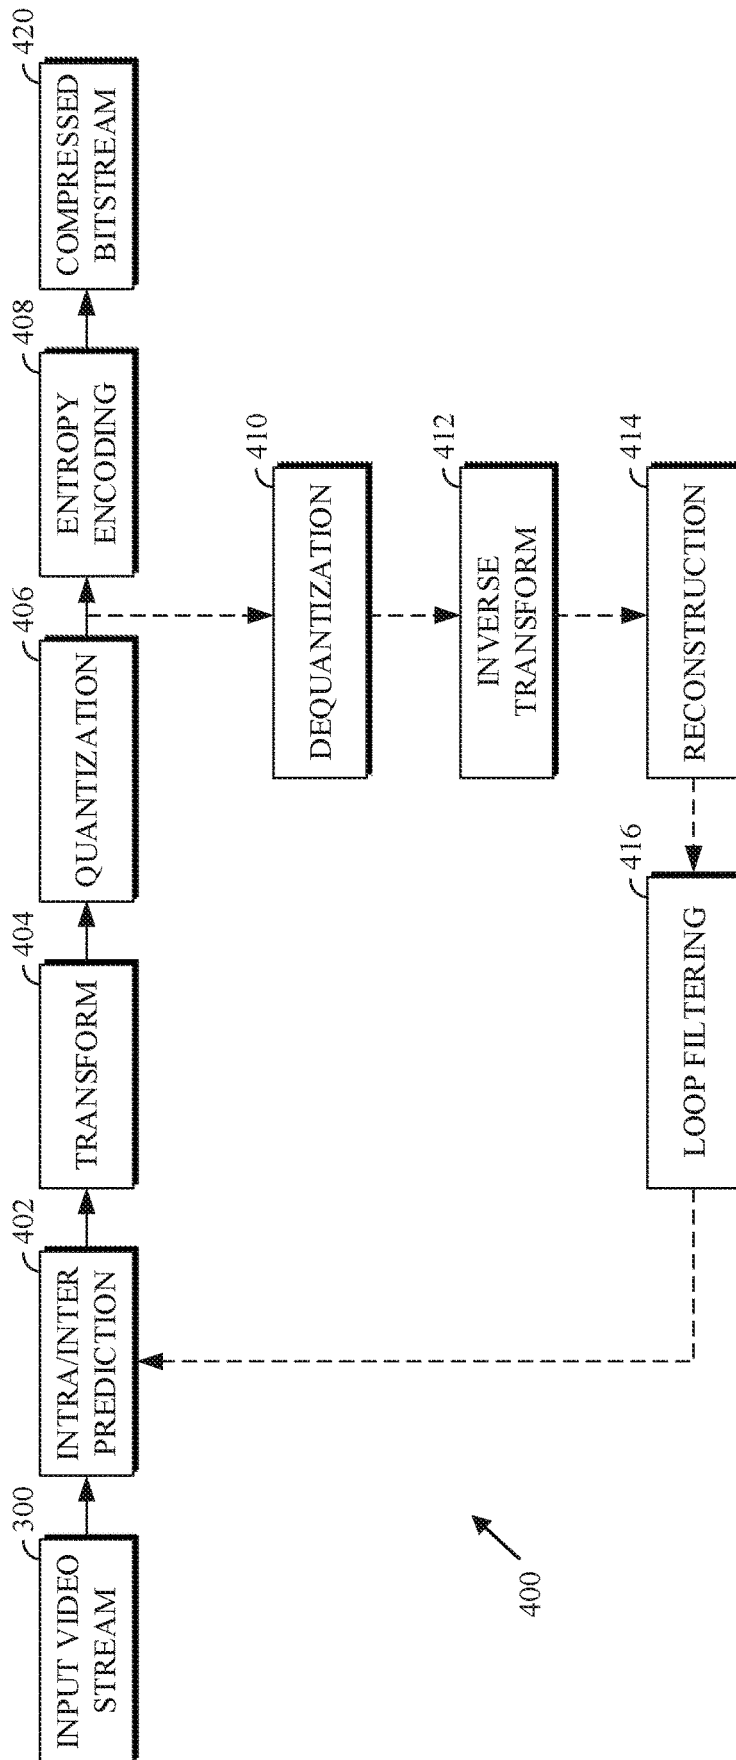 300
INPUT VIDEO
STREAM
402
INTRA/INTER
PREDICTION
404
TRANSFORM
406
QUANTIZATION
408
ENTROPY
ENCODING
420
COMPRESSED
BITSTREAM
410
DEQUANTIZATION
412
INVERSE
TRANSFORM
416
LOOP FILTERING
414
RECONSTRUCTION
400